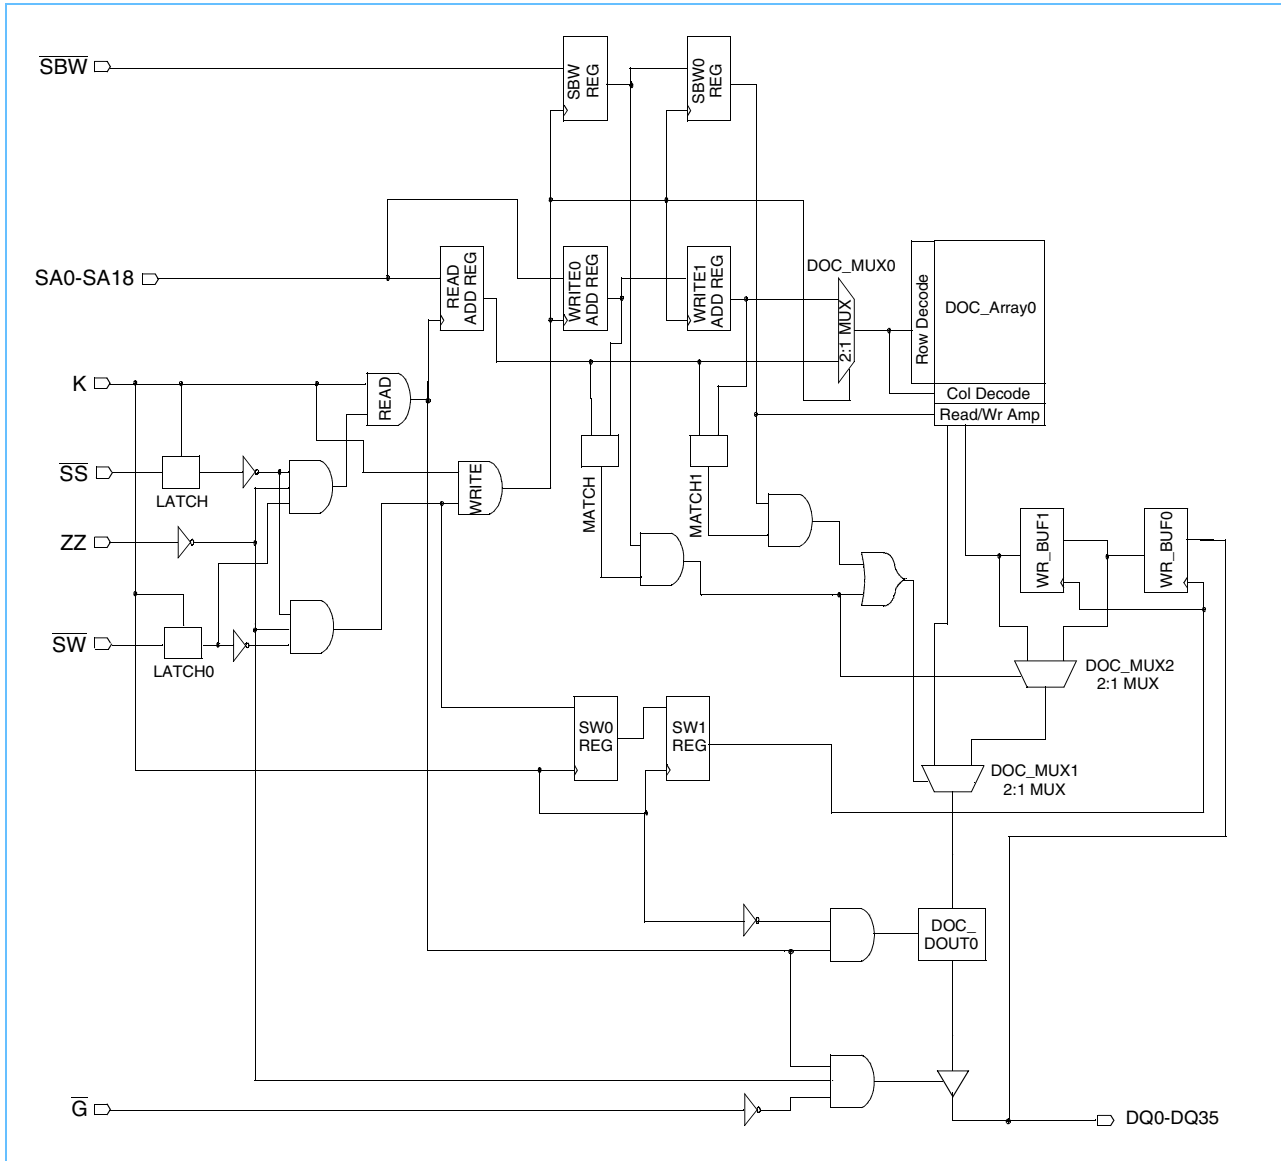 SBW
SBW
REG
SBW0
REG
SA0-SA18
READ
ADD REG
WRITE0
ADD REG
WRITE1
ADD REG
DOC_MUX0
2:1 MUX
Row Decode
DOC_Array0
Col Decode
Read/Wr Amp
K
READ
SS
LATCH
WRITE
MATCH
MATCH1
ZZ
WR_BUF1
WR_BUF0
SW
LATCH0
DOC_MUX2
2:1 MUX
SW0
REG
SW1
REG
DOC_MUX1
2:1 MUX
DOC_
DOUT0
G
DQ0-DQ35